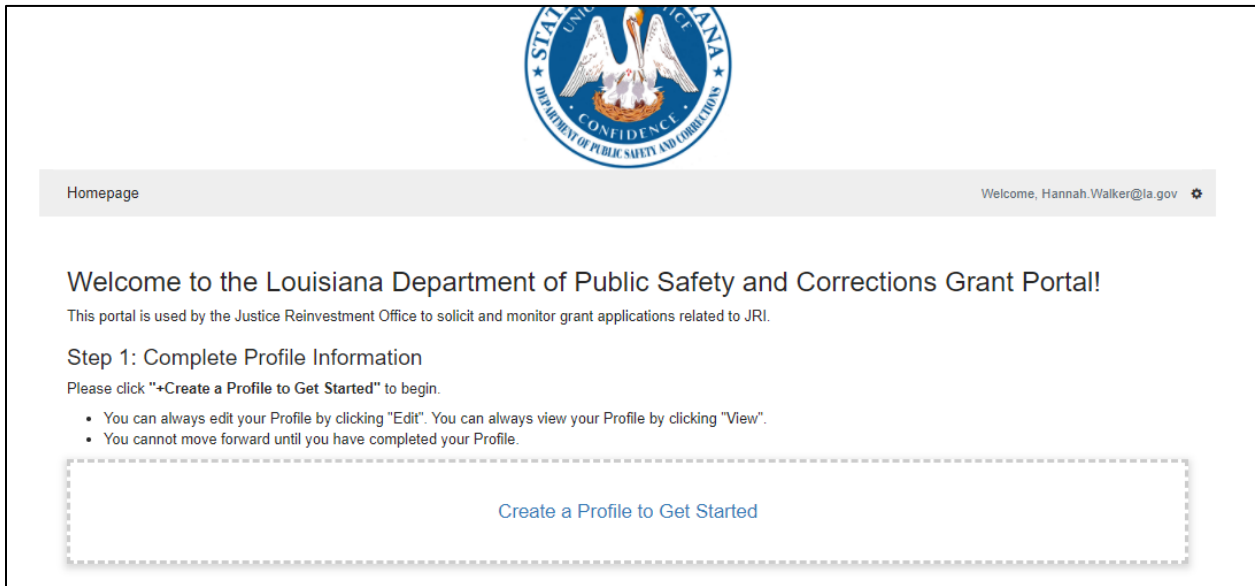 STATE
UNION
JUSTICE
IANA
CONFIDENCE
DEPARTMENT OF PUBLIC SAFETY AND CORRECTIONS
Homepage
Welcome, Hannah.Walker@la.gov
Welcome to the Louisiana Department of Public Safety and Corrections Grant Portal!
This portal is used by the Justice Reinvestment Office to solicit and monitor grant applications related to JRI.
Step 1: Complete Profile Information
Please click "+Create a Profile to Get Started" to begin.
• You can always edit your Profile by clicking "Edit". You can always view your Profile by clicking "View".
• You cannot move forward until you have completed your Profile.
Create a Profile to Get Started